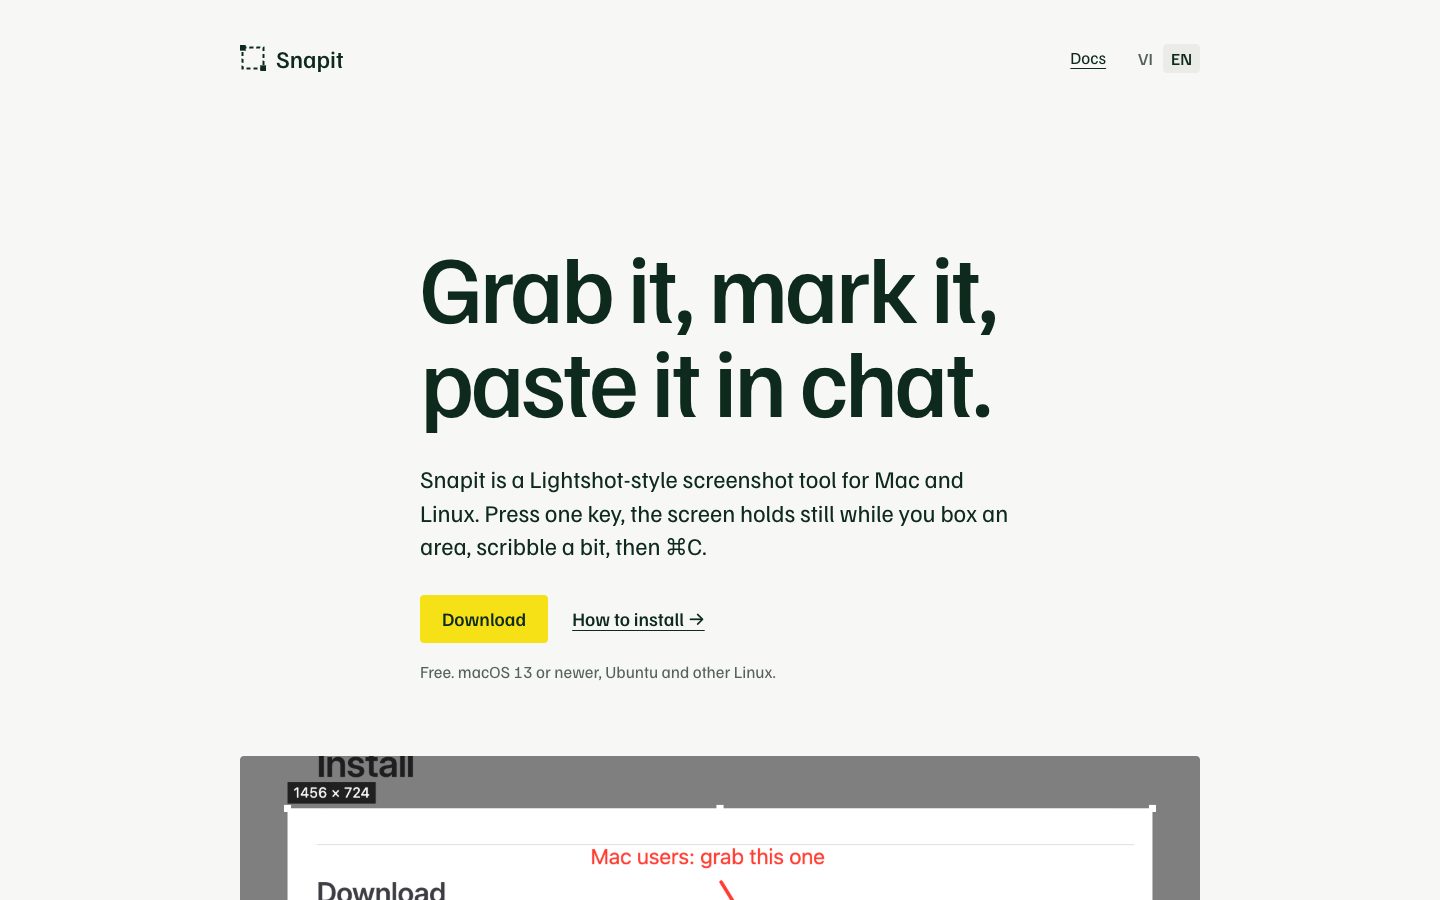 Snapit
Docs
VI
EN
Grab it, mark it,
paste it in chat.
Snapit is a Lightshot-style screenshot tool for Mac and
Linux. Press one key, the screen holds still while you box an
area, scribble a bit, then ⌘C.
Download
How to install →
Free. macOS 13 or newer, Ubuntu and other Linux.
Install
1456 × 724
Mac users: grab this one
Download